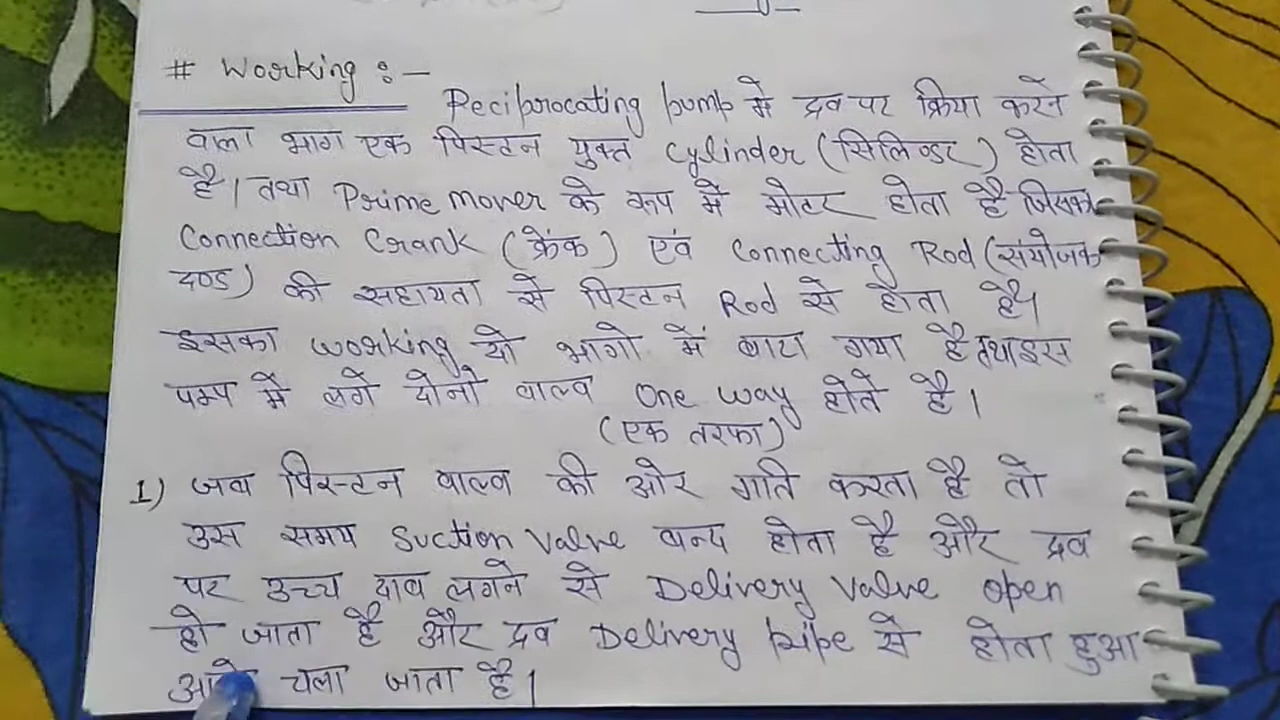 # Working :-
Reciprocating pump में द्रव पर क्रिया करने
वाला भाग एक पिस्टन युक्त Cylinder (सिलिण्डर) होता
है। तथा Prime mover के रूप में मोटर होता है जिसका
Connection Crank (क्रेंक) एवं Connecting Rod (संयोजक
दण्ड) की सहायता से पिस्टन Rod से होता है।
इसका working दो भागो में बाटा गया है तथा इस
पम्प में लगे दोनो वाल्व One way होते है।
(एक तरफा)
1) जब पिस्टन वाल्व की ओर गति करता है तो
उस समय Suction Valve बन्द होता है और द्रव
पर उच्च दाब लगने से Delivery Valve open
हो जाता है और द्रव Delivery pipe से होता हुआ
चला जाता है।